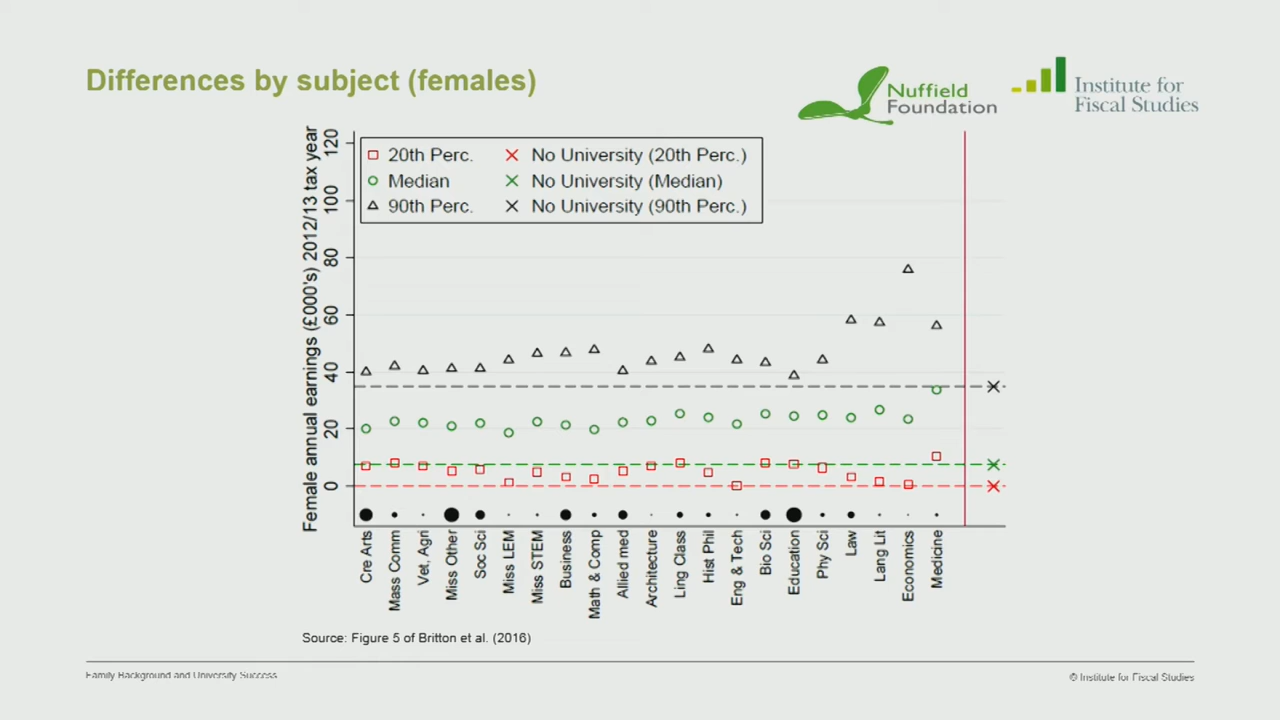 Differences by subject (females)
Nuffield
Foundation
Institute for
Fiscal Studies
Female annual earnings (£000's) 2012/13 tax year
120
100
80
60
40
20
0
20th Perc.
No University (20th Perc.)
Median
No University (Median)
90th Perc.
No University (90th Perc.)
Cre Arts
Mass Comm
Vet, Agri
Miss Other
Soc Sci
Miss LEM
Miss STEM
Business
Math & Comp
Allied med
Architecture
Ling Class
Hist Phil
Eng & Tech
Bio Sci
Education
Phy Sci
Law
Lang Lit
Economics
Medicine
Source: Figure 5 of Britton et al. (2016)
Family Background and University Success
© Institute for Fiscal Studies